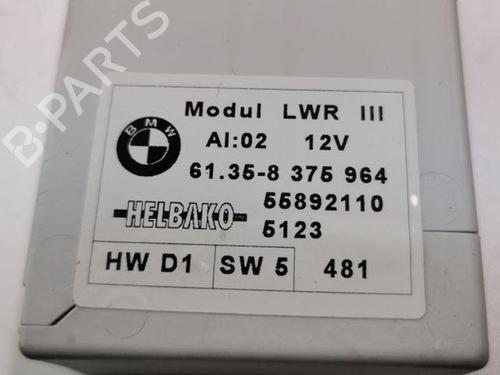 B-PARTS
BMW
Modul LWR III
AI:02 12V
61.35-8 375 964
55892110
HELBAKO
5123
HW D1 SW 5 481